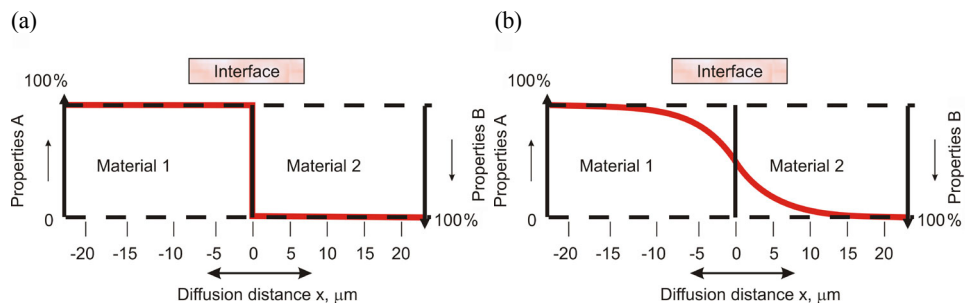 (a)
Interface
100%
Properties A
Material 1
Material 2
Properties B
0
100%
-20 -15 -10 -5 0 5 10 15 20
Diffusion distance x, μm
(b)
Interface
100%
Properties A
Material 1
Material 2
Properties B
0
100%
-20 -15 -10 -5 0 5 10 15 20
Diffusion distance x, μm